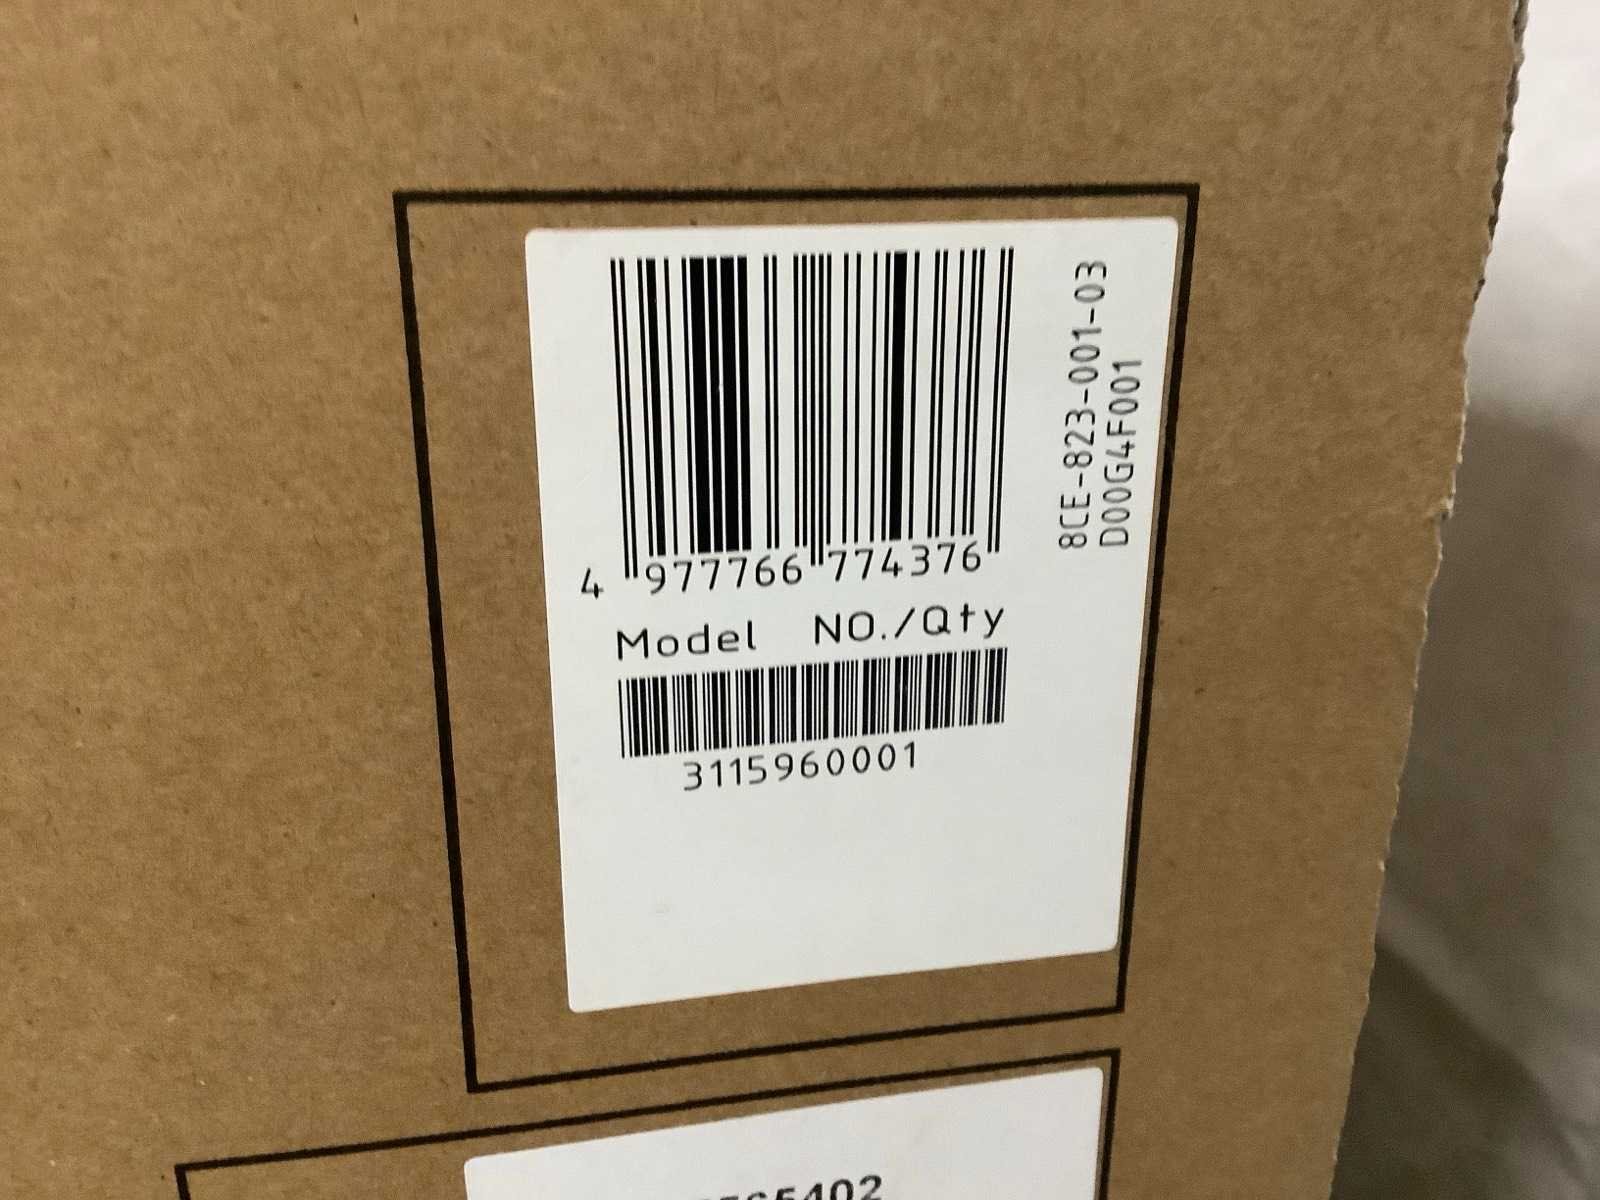 4 977766 774376
Model NO./Qty
3115960001
8CE-823-001-03
D00G4F001